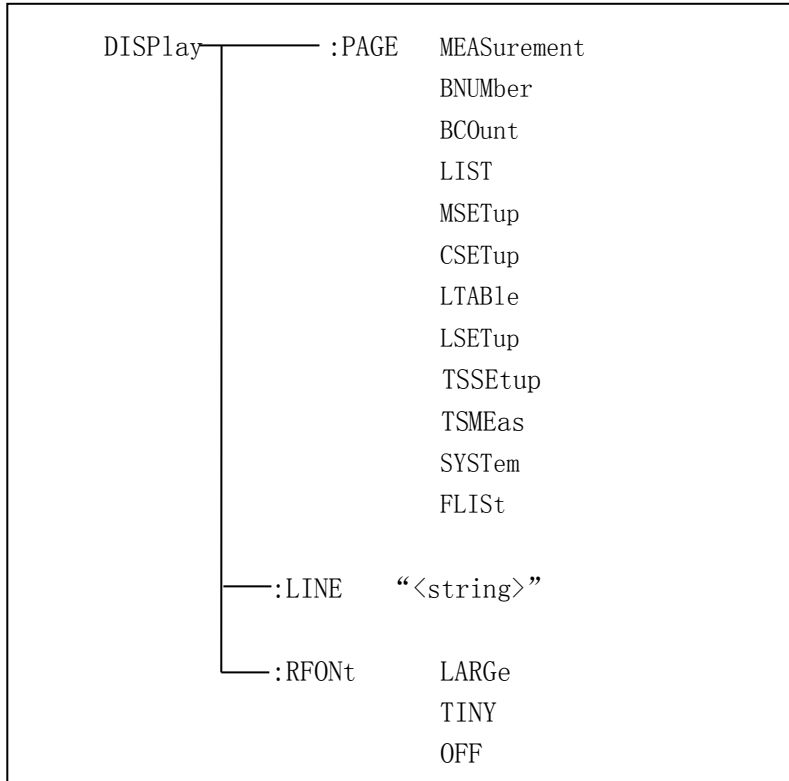 DISPlay :PAGE MEASurement
BNUMber
BCOunt
LIST
MSETup
CSETup
LTABle
LSETup
TSSEtup
TSMEas
SYSTem
FLISt
:LINE “<string>”
:RFONt LARGe
TINY
OFF